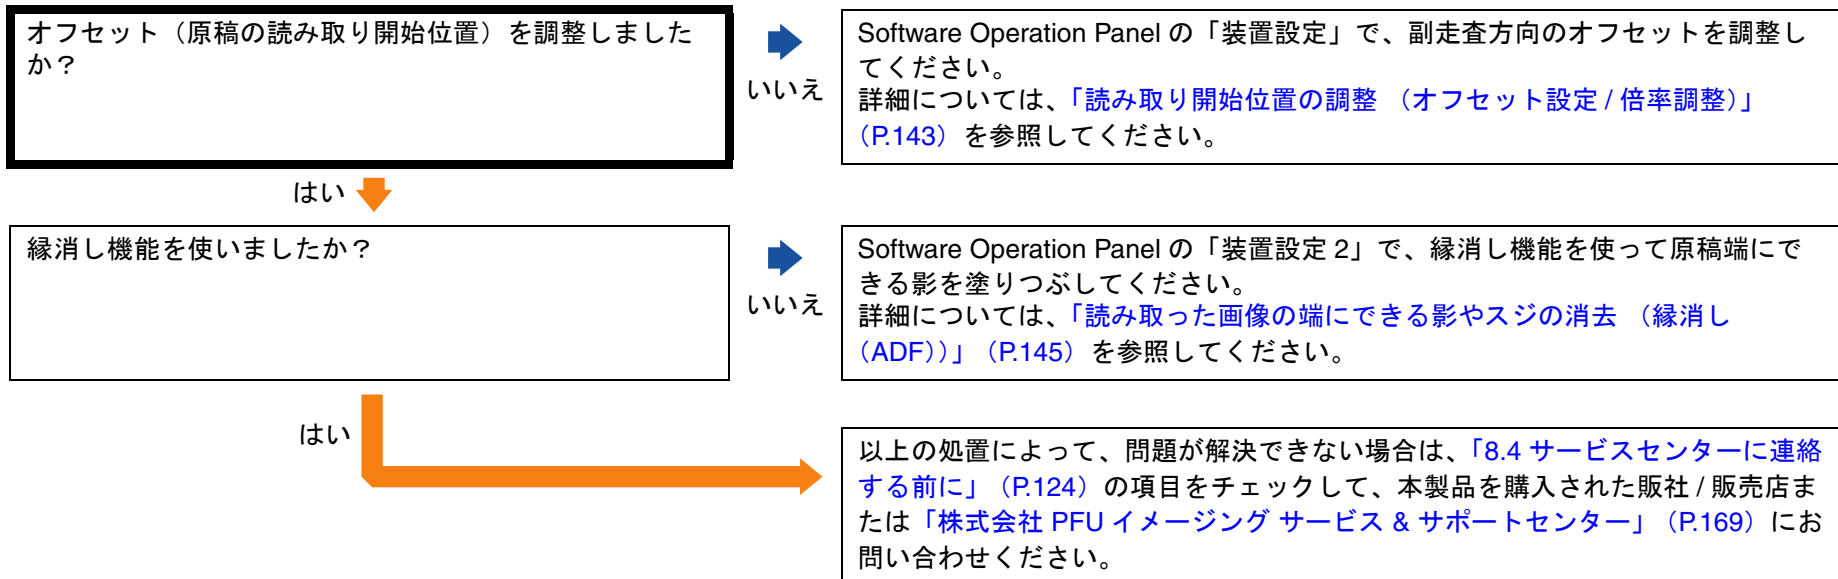 オフセット（原稿の読み取り開始位置）を調整しました
か？
いいえ
Software Operation Panel の「装置設定」で、副走査方向のオフセットを調整し
てください。
詳細については、「読み取り開始位置の調整 （オフセット設定 / 倍率調整）」
（P.143）を参照してください。
はい
縁消し機能を使いましたか？
いいえ
Software Operation Panel の「装置設定 2」で、縁消し機能を使って原稿端にで
きる影を塗りつぶしてください。
詳細については、「読み取った画像の端にできる影やスジの消去 （縁消し
（ADF））」（P.145）を参照してください。
はい
以上の処置によって、問題が解決できない場合は、「8.4 サービスセンターに連絡
する前に」（P.124）の項目をチェックして、本製品を購入された販社 / 販売店ま
たは「株式会社 PFU イメージング サービス & サポートセンター」（P.169）にお
問い合わせください。